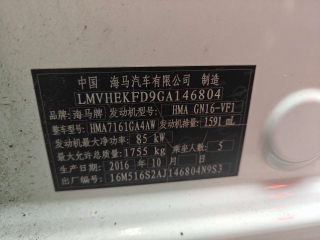 中国 海马汽车有限公司 制造
LMVHEKFD9GA146804
品牌 海马牌 发动机型号 HMA GN16-VF1
整车型号 HMA7161GA4AW 发动机排量 1591 mL
发动机最大净功率 85 kW
最大允许总质量 1755 kg 乘坐人数 5
制造日期 2016 年 10 月 日
出厂编号 16M516S2AJ146804N9S3